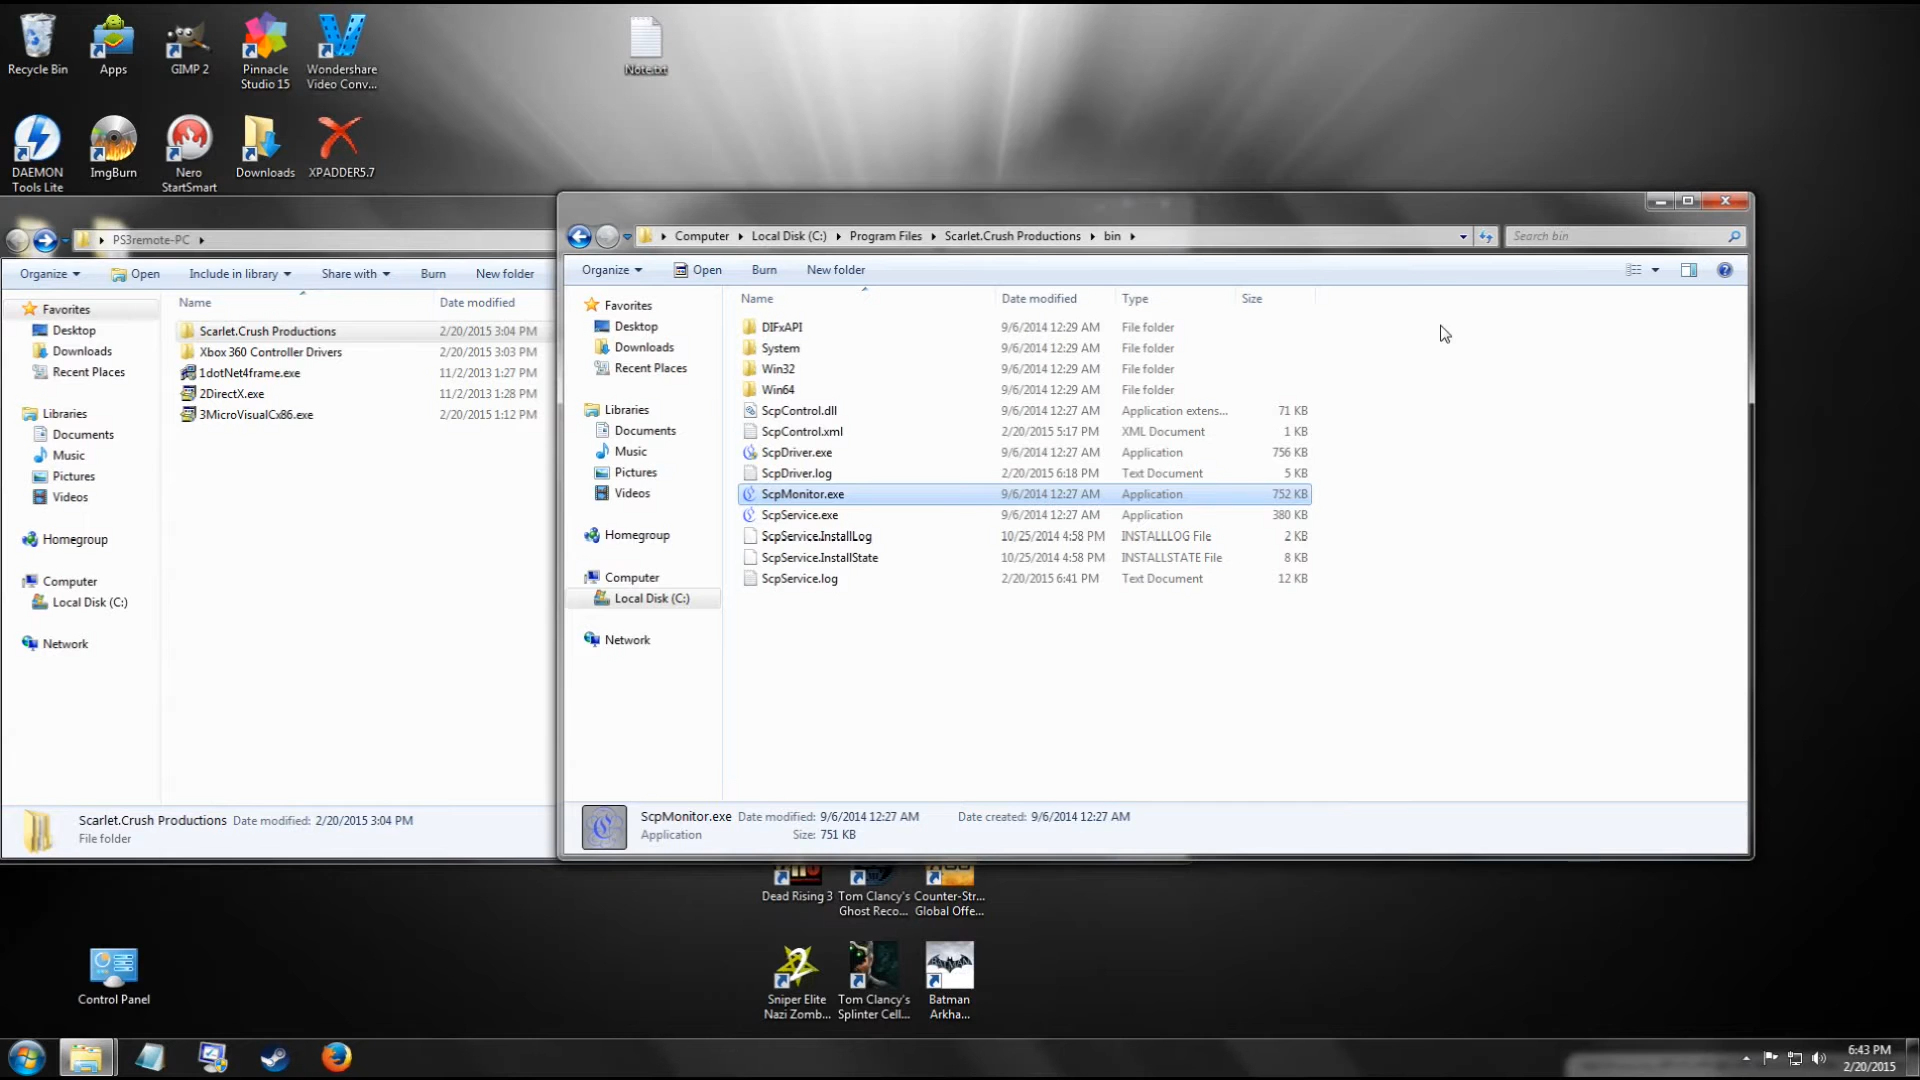 Recycle Bin
Apps
GIMP 2
Pinnacle
Studio 15
Wondershare
Video Conv...
Note.txt
DAEMON
Tools Lite
ImgBurn
Nero
StartSmart
Downloads
XPADDER5.7
PS3remote-PC
Organize
Open
Include in library
Share with
Burn
New folder
Name
Date modified
Favorites
Desktop
Downloads
Recent Places
Libraries
Documents
Music
Pictures
Videos
Homegroup
Computer
Local Disk (C:)
Network
Scarlet.Crush Productions 2/20/2015 3:04 PM
Xbox 360 Controller Drivers 2/20/2015 3:03 PM
1dotNet4frame.exe 11/2/2013 1:27 PM
2DirectX.exe 11/2/2013 1:28 PM
3MicroVisualCx86.exe 2/20/2015 1:12 PM
Scarlet.Crush Productions Date modified: 2/20/2015 3:04 PM
File folder
Computer Local Disk (C:) Program Files Scarlet.Crush Productions bin
Search bin
Organize
Open
Burn
New folder
Favorites
Desktop
Downloads
Recent Places
Libraries
Documents
Music
Pictures
Videos
Homegroup
Computer
Local Disk (C:)
Network
Name Date modified Type Size
DIFxAPI 9/6/2014 12:29 AM File folder
System 9/6/2014 12:29 AM File folder
Win32 9/6/2014 12:29 AM File folder
Win64 9/6/2014 12:29 AM File folder
ScpControl.dll 9/6/2014 12:27 AM Application extens... 71 KB
ScpControl.xml 2/20/2015 5:17 PM XML Document 1 KB
ScpDriver.exe 9/6/2014 12:27 AM Application 756 KB
ScpDriver.log 2/20/2015 6:18 PM Text Document 5 KB
ScpMonitor.exe 9/6/2014 12:27 AM Application 752 KB
ScpService.exe 9/6/2014 12:27 AM Application 380 KB
ScpService.InstallLog 10/25/2014 4:58 PM INSTALLLOG File 2 KB
ScpService.InstallState 10/25/2014 4:58 PM INSTALLSTATE File 8 KB
ScpService.log 2/20/2015 6:41 PM Text Document 12 KB
ScpMonitor.exe Date modified: 9/6/2014 12:27 AM Date created: 9/6/2014 12:27 AM
Application Size: 751 KB
Dead Rising 3
Tom Clancy's
Ghost Reco...
Counter-Str...
Global Offe...
Control Panel
2
Sniper Elite
Nazi Zomb...
Tom Clancy's
Splinter Cell...
Batman
Arkha...
6:43 PM
2/20/2015